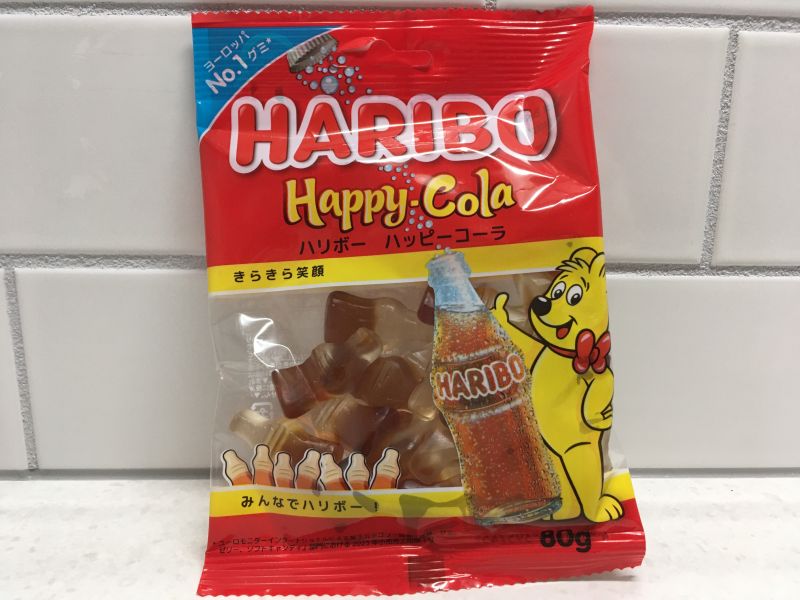 ヨーロッパ
No.1グミ*
HARIBO
Happy-Cola
ハリボー ハッピーコーラ
きらきら笑顔
HARIBO
みんなでハリボー!
80g